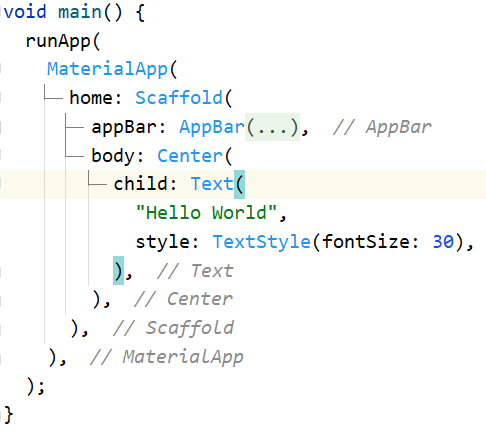 void main() {
  runApp(
    MaterialApp(
      home: Scaffold(
        appBar: AppBar(...),  // AppBar
        body: Center(
          child: Text(
            "Hello World",
            style: TextStyle(fontSize: 30),
          ),  // Text
        ),  // Center
      ),  // Scaffold
    ),  // MaterialApp
  );
}